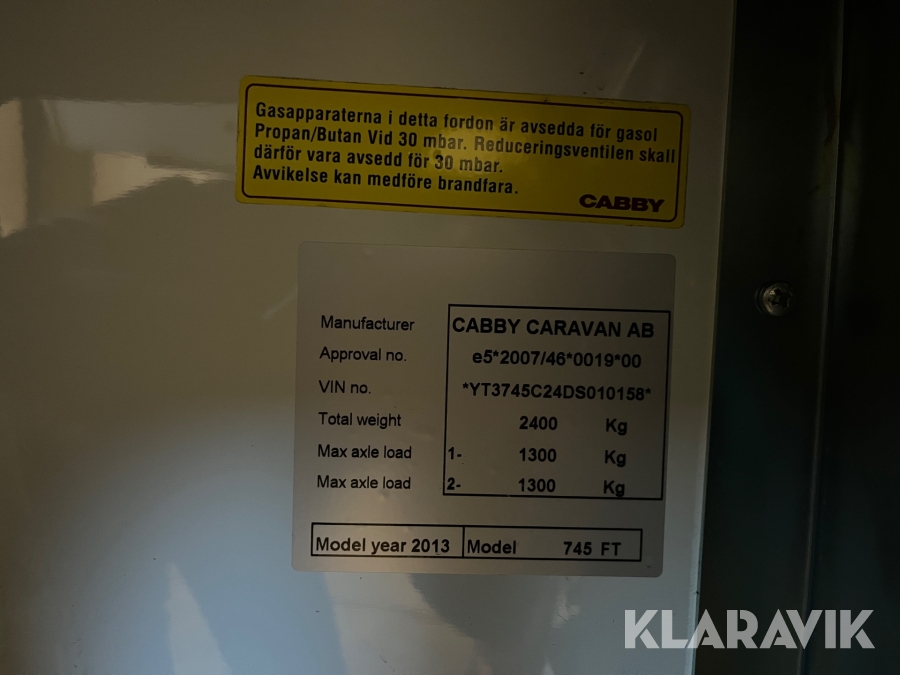 Gasapparaterna i detta fordon är avsedda för gasol
Propan/Butan Vid 30 mbar. Reduceringsventilen skall
därför vara avsedd för 30 mbar.
Avvikelse kan medföre brandfara.
CABBY
Manufacturer CABBY CARAVAN AB
Approval no. e5*2007/46*0019*00
VIN no. *YT3745C24DS010158*
Total weight 2400 Kg
Max axle load 1- 1300 Kg
Max axle load 2- 1300 Kg
Model year 2013 Model 745 FT
KLARAVIK